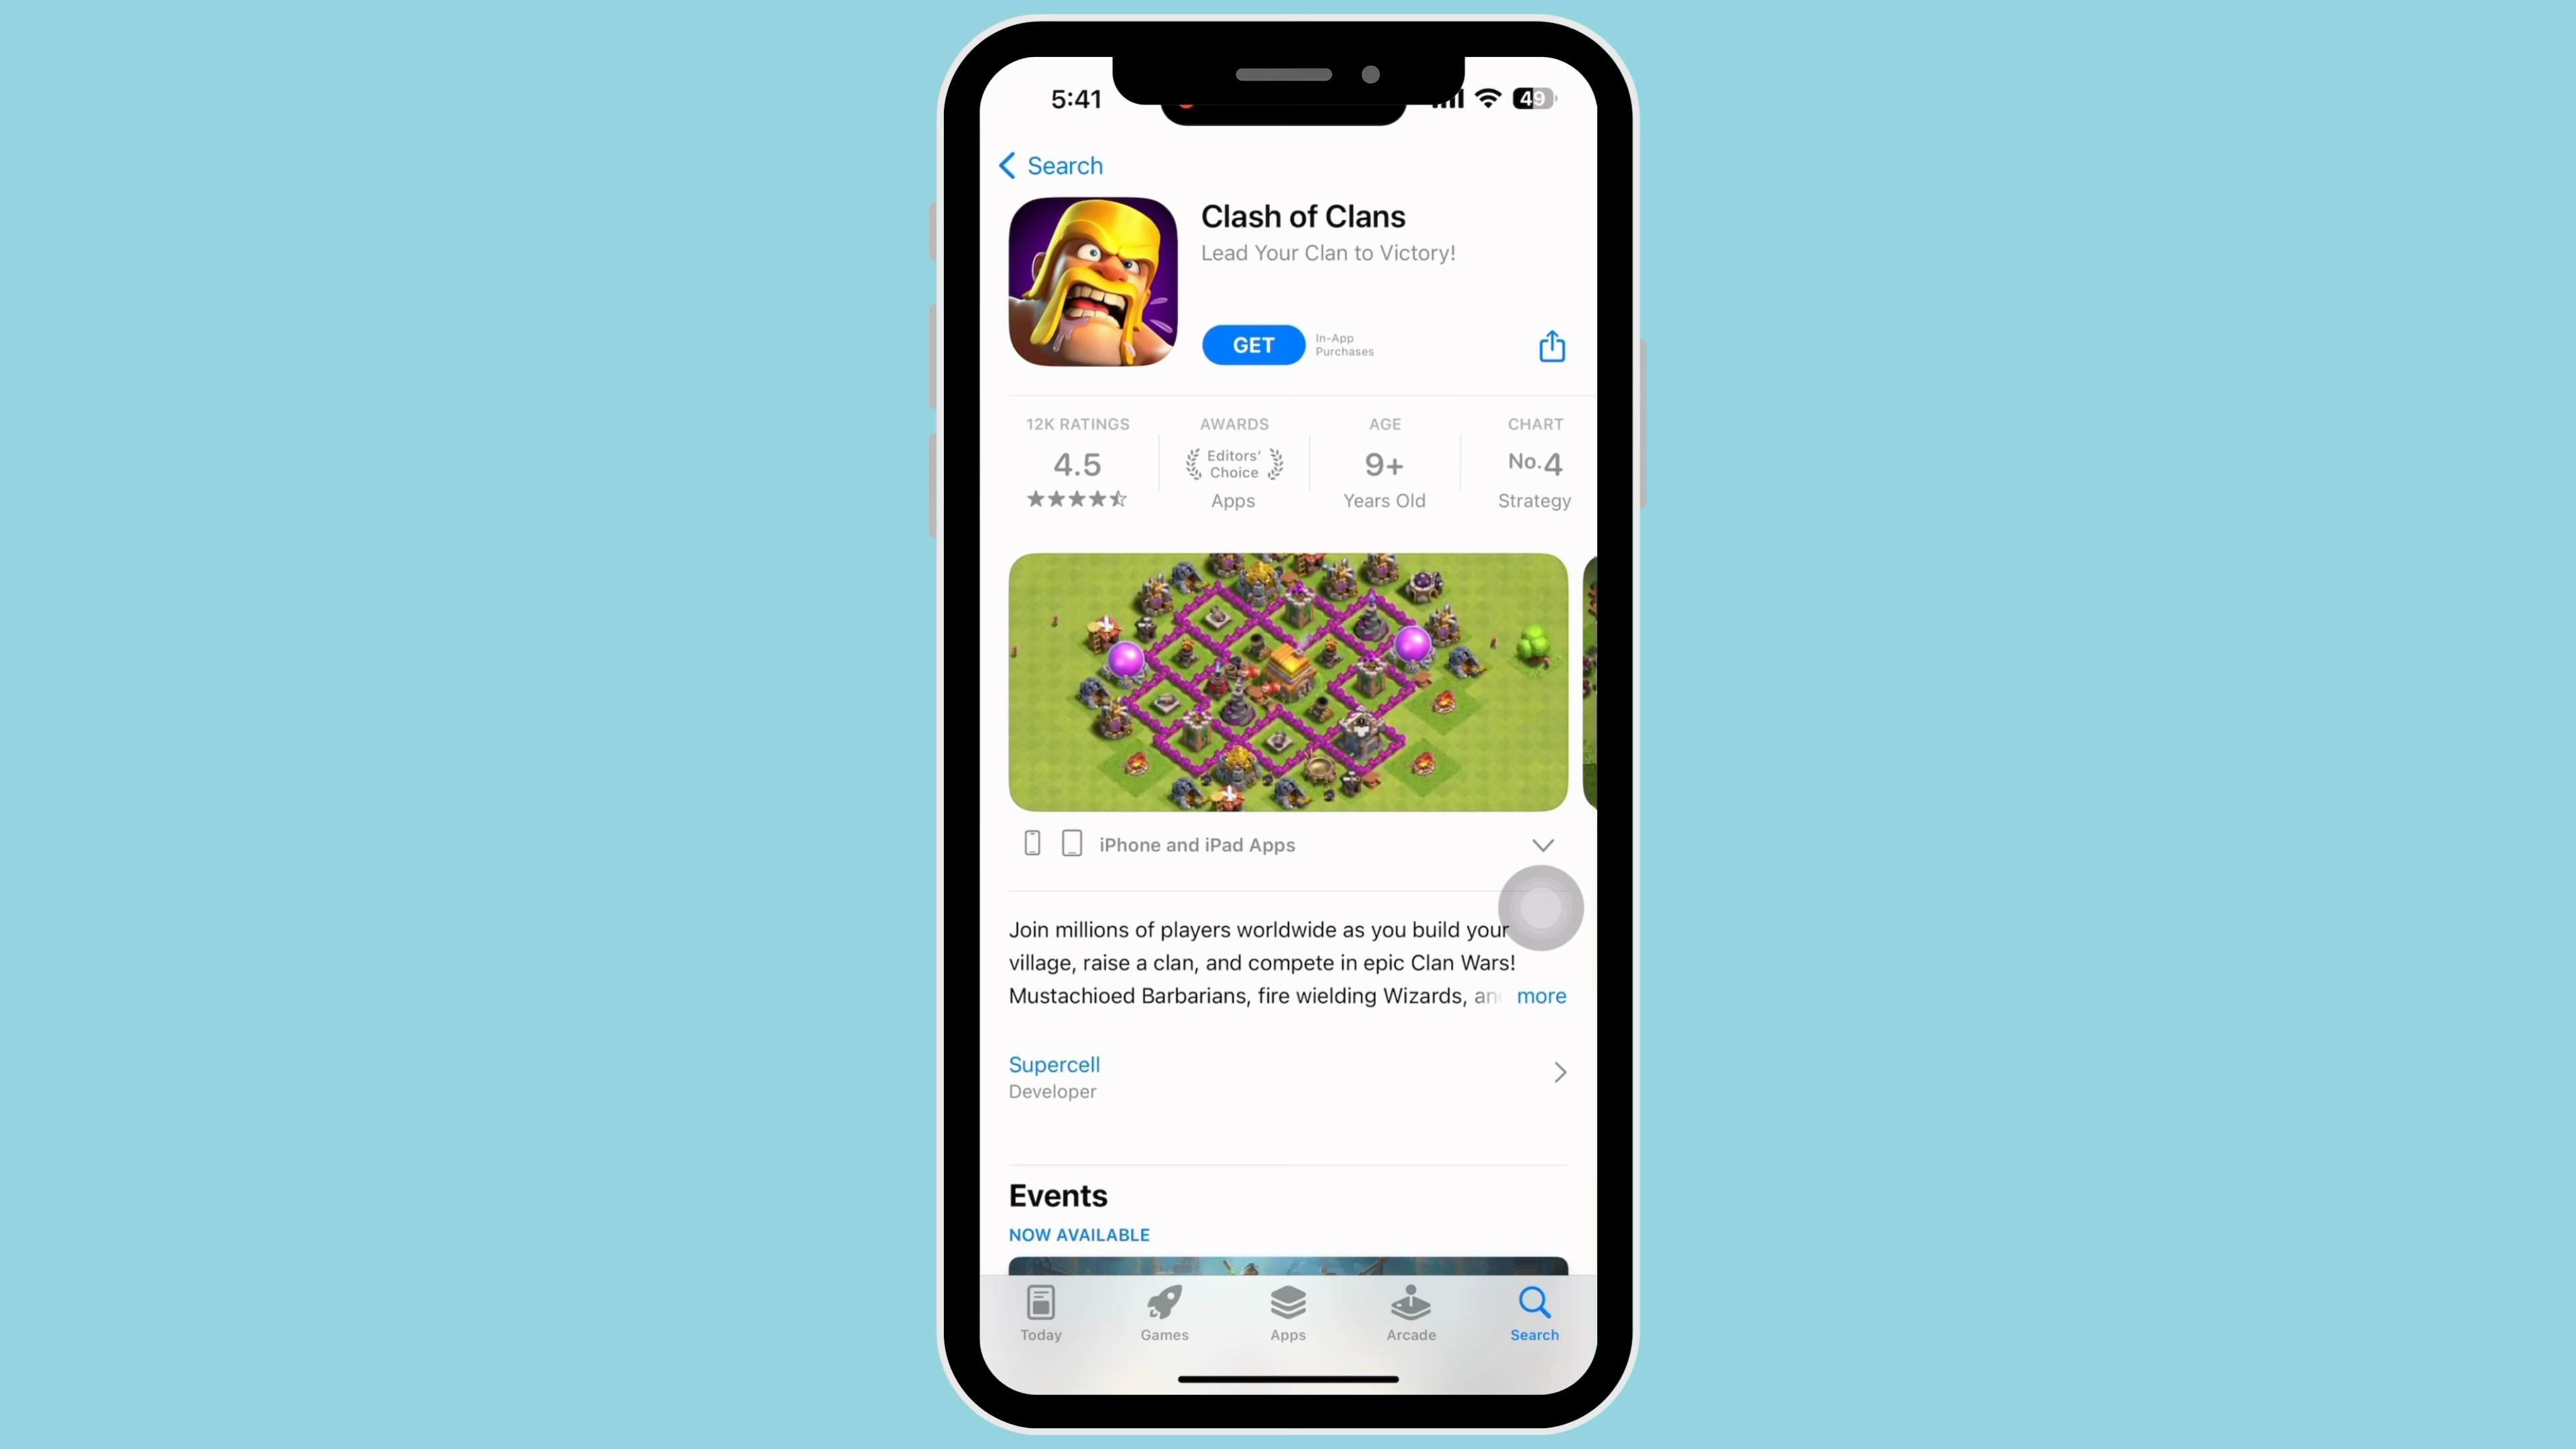 5:41
49
Search
Clash of Clans
Lead Your Clan to Victory!
GET
In-App
Purchases
12K RATINGS
4.5
AWARDS
Editors'
Choice
Apps
AGE
9+
Years Old
CHART
No.4
Strategy
iPhone and iPad Apps
Join millions of players worldwide as you build your
village, raise a clan, and compete in epic Clan Wars!
Mustachioed Barbarians, fire wielding Wizards, more
Supercell
Developer
Events
NOW AVAILABLE
Today
Games
Apps
Arcade
Search